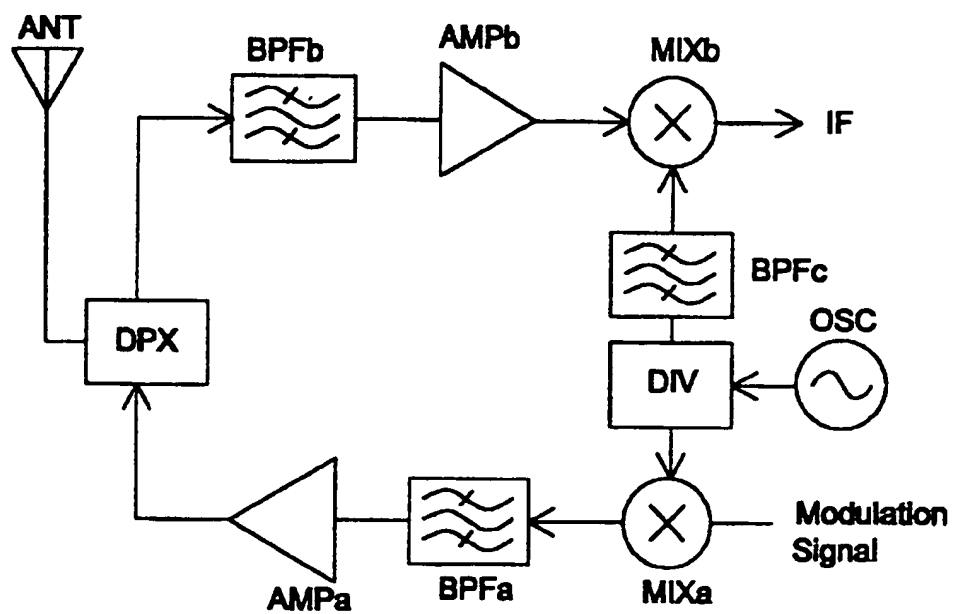 ANT
BPFb
AMPb
MIXb
IF
BPFc
OSC
DPX
DIV
Modulation
Signal
AMPa
BPFa
MIXa